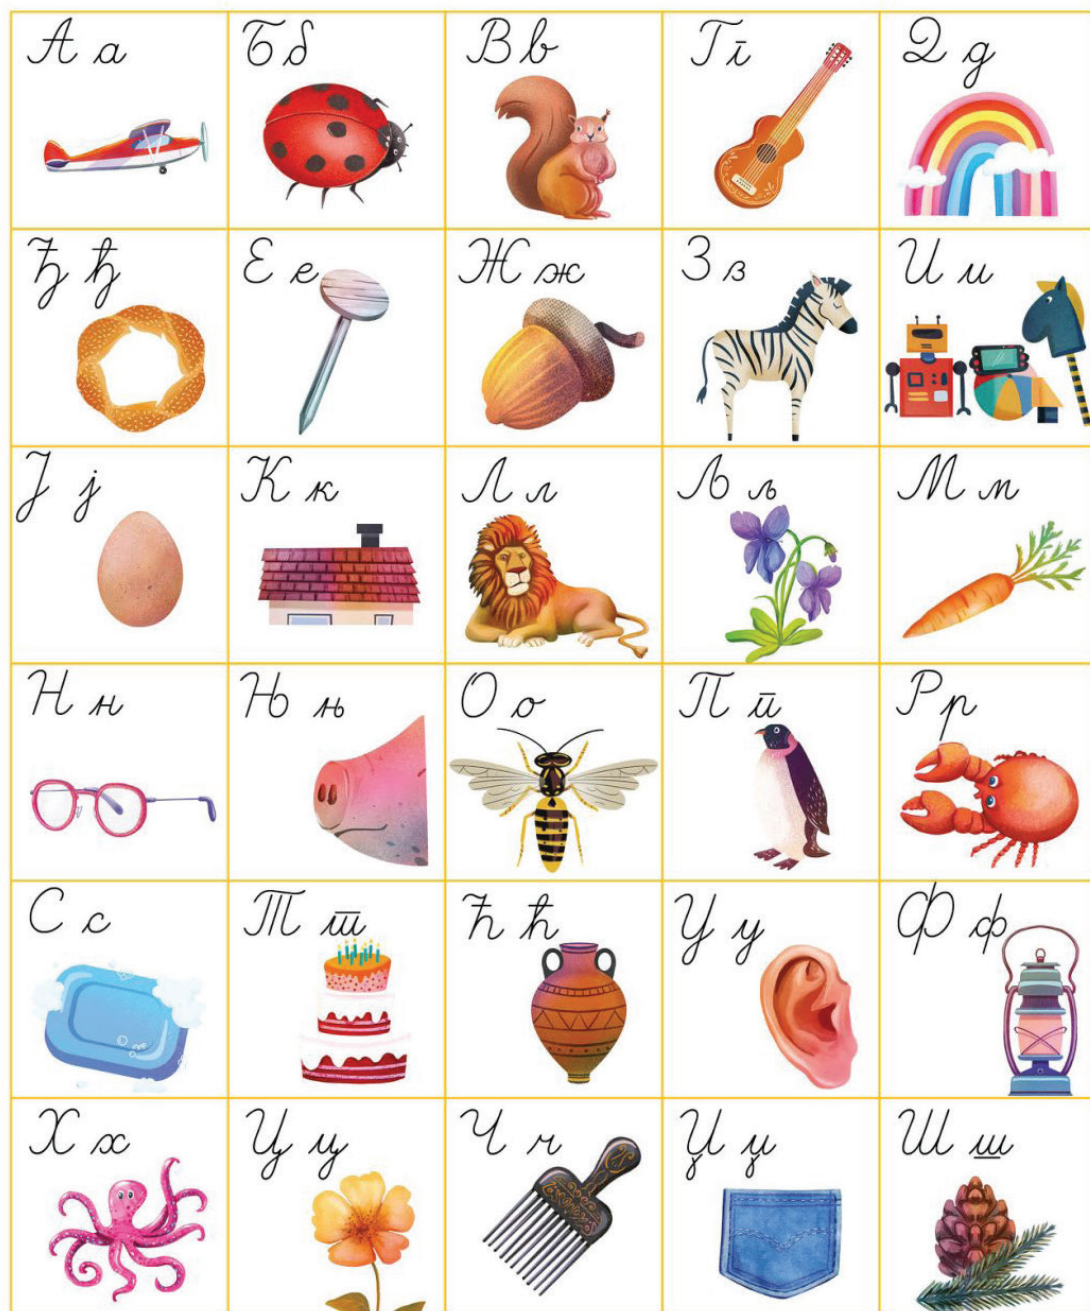 А а Б б В в Г г Д д
Ђ ђ Е е Ж ж З з И и
Ј ј К к Л л Љ љ М м
Н н Њ њ О о П п Р р
С с Т т Ћ ћ У у Ф ф
Х х Ц ц Ч ч Џ џ Ш ш